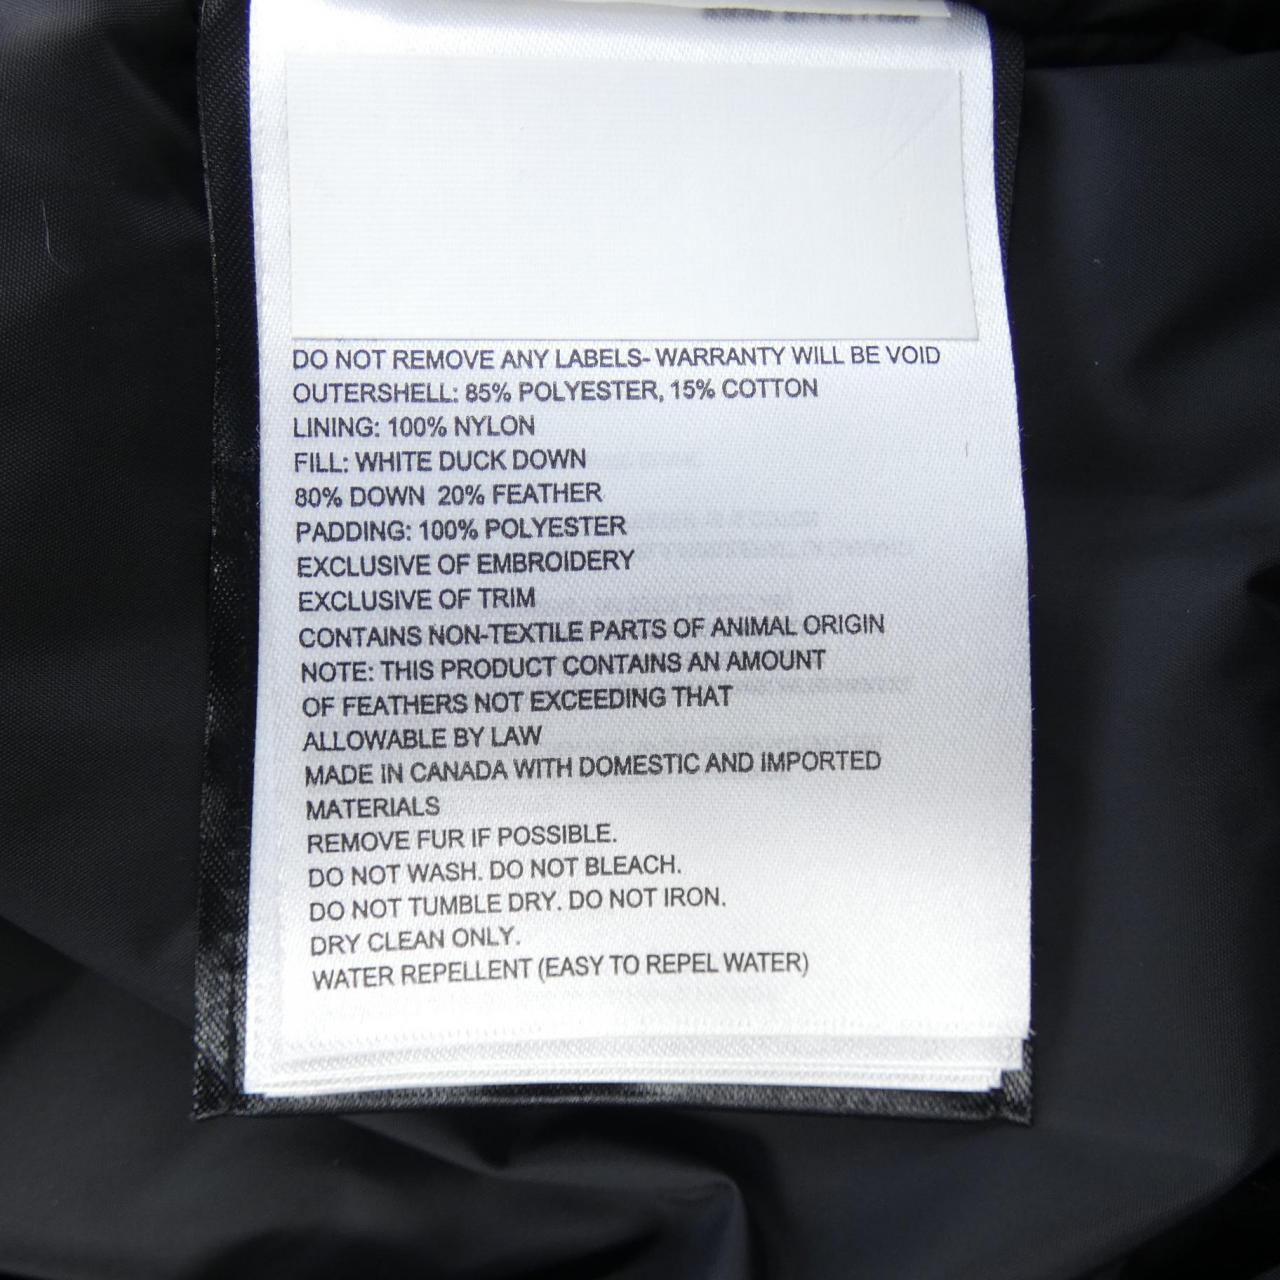 DO NOT REMOVE ANY LABELS- WARRANTY WILL BE VOID
OUTERSHELL: 85% POLYESTER, 15% COTTON
LINING: 100% NYLON
FILL: WHITE DUCK DOWN
80% DOWN 20% FEATHER
PADDING: 100% POLYESTER
EXCLUSIVE OF EMBROIDERY
EXCLUSIVE OF TRIM
CONTAINS NON-TEXTILE PARTS OF ANIMAL ORIGIN
NOTE: THIS PRODUCT CONTAINS AN AMOUNT
OF FEATHERS NOT EXCEEDING THAT
ALLOWABLE BY LAW
MADE IN CANADA WITH DOMESTIC AND IMPORTED
MATERIALS
REMOVE FUR IF POSSIBLE.
DO NOT WASH. DO NOT BLEACH.
DO NOT TUMBLE DRY. DO NOT IRON.
DRY CLEAN ONLY.
WATER REPELLENT (EASY TO REPEL WATER)